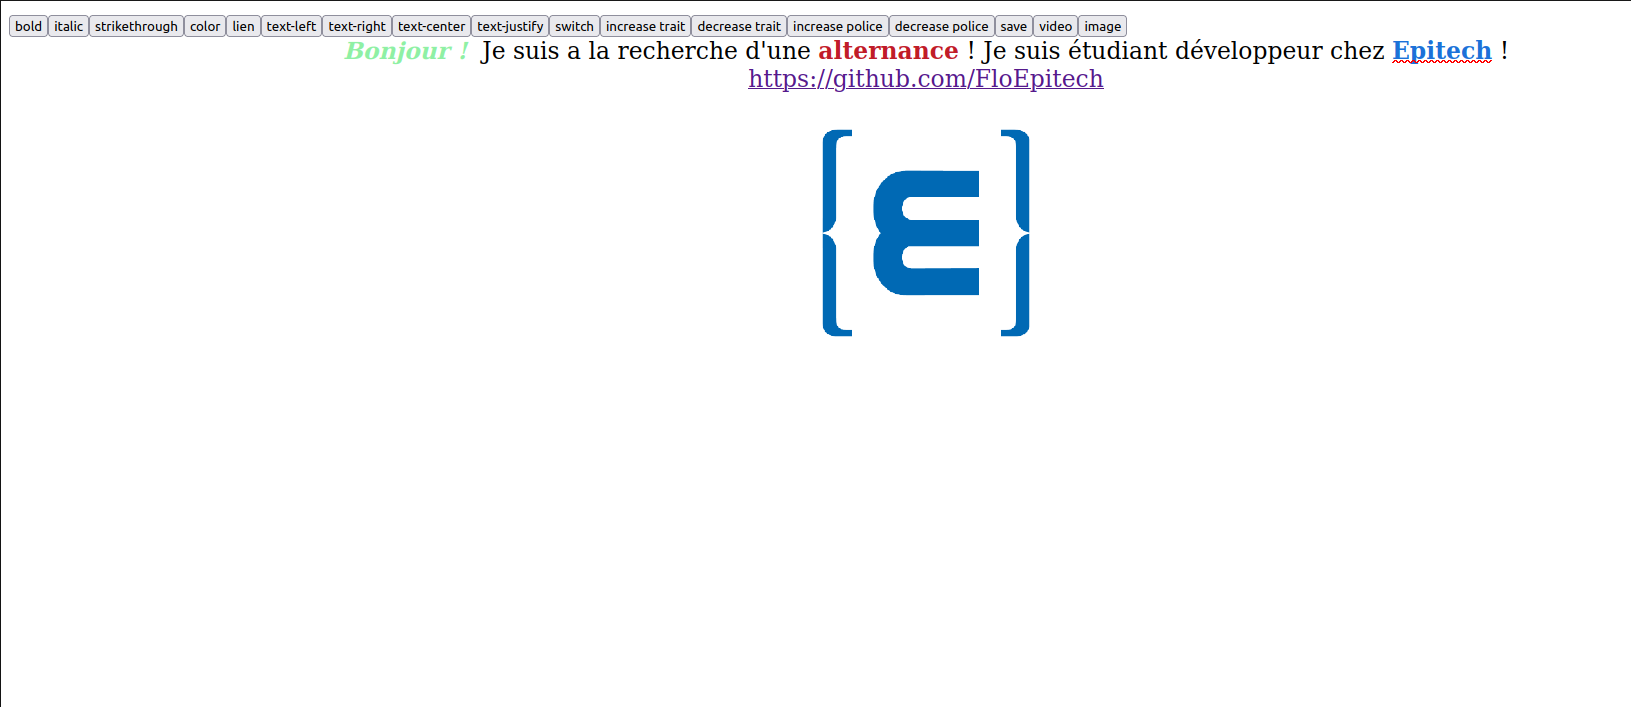 bold italic strikethrough color lien text-left text-right text-center text-justify switch increase trait decrease trait increase police decrease police save video image
Bonjour ! Je suis a la recherche d'une alternance ! Je suis étudiant développeur chez Epitech !
https://github.com/FloEpitech
{E}